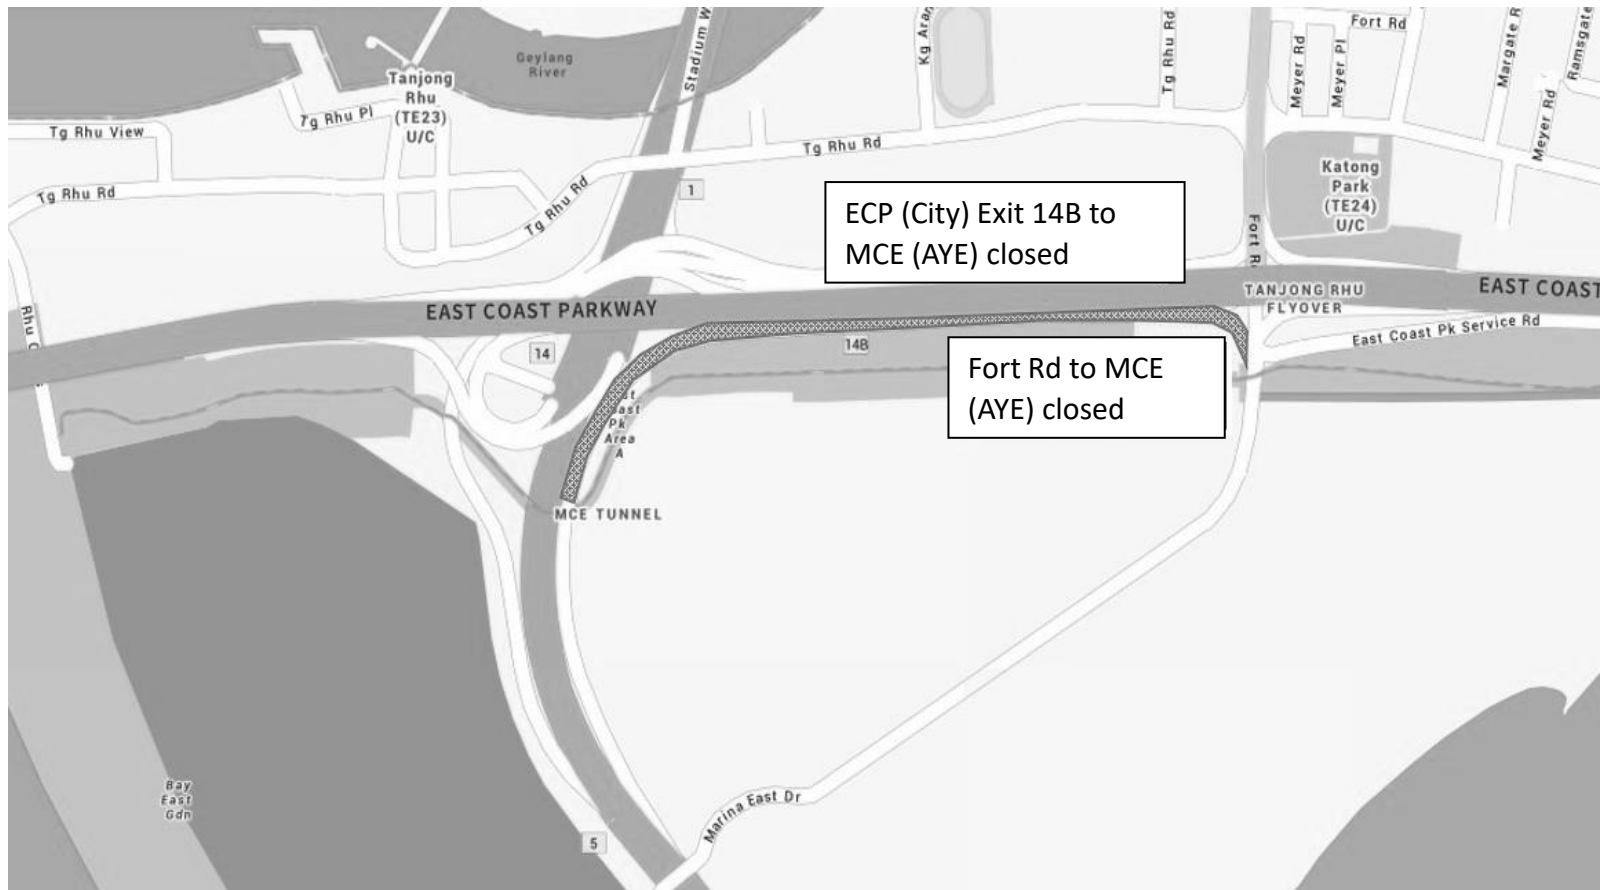 Fort Rd
Kg Aran
Stadium W
Tg Rhu Rd
Meyer Rd
Meyer Pl
Margate R
Ramsgate
Geylang
River
Tanjong
Rhu
(TE23)
U/C
Tg Rhu Pl
Tg Rhu View
Meyer Rd
Tg Rhu Rd
Katong
Park
(TE24)
U/C
1
Tg Rhu Rd
Tg Rhu Rd
ECP (City) Exit 14B to
MCE (AYE) closed
Fort R
EAST COAST PARKWAY
TANJONG RHU
FLYOVER
EAST COAST
East Coast Pk Service Rd
Rhu C
14
14B
Fort Rd to MCE
(AYE) closed
st
ast
Pk
Area
A
MCE TUNNEL
Bay
East
Gdn
Marina East Dr
5